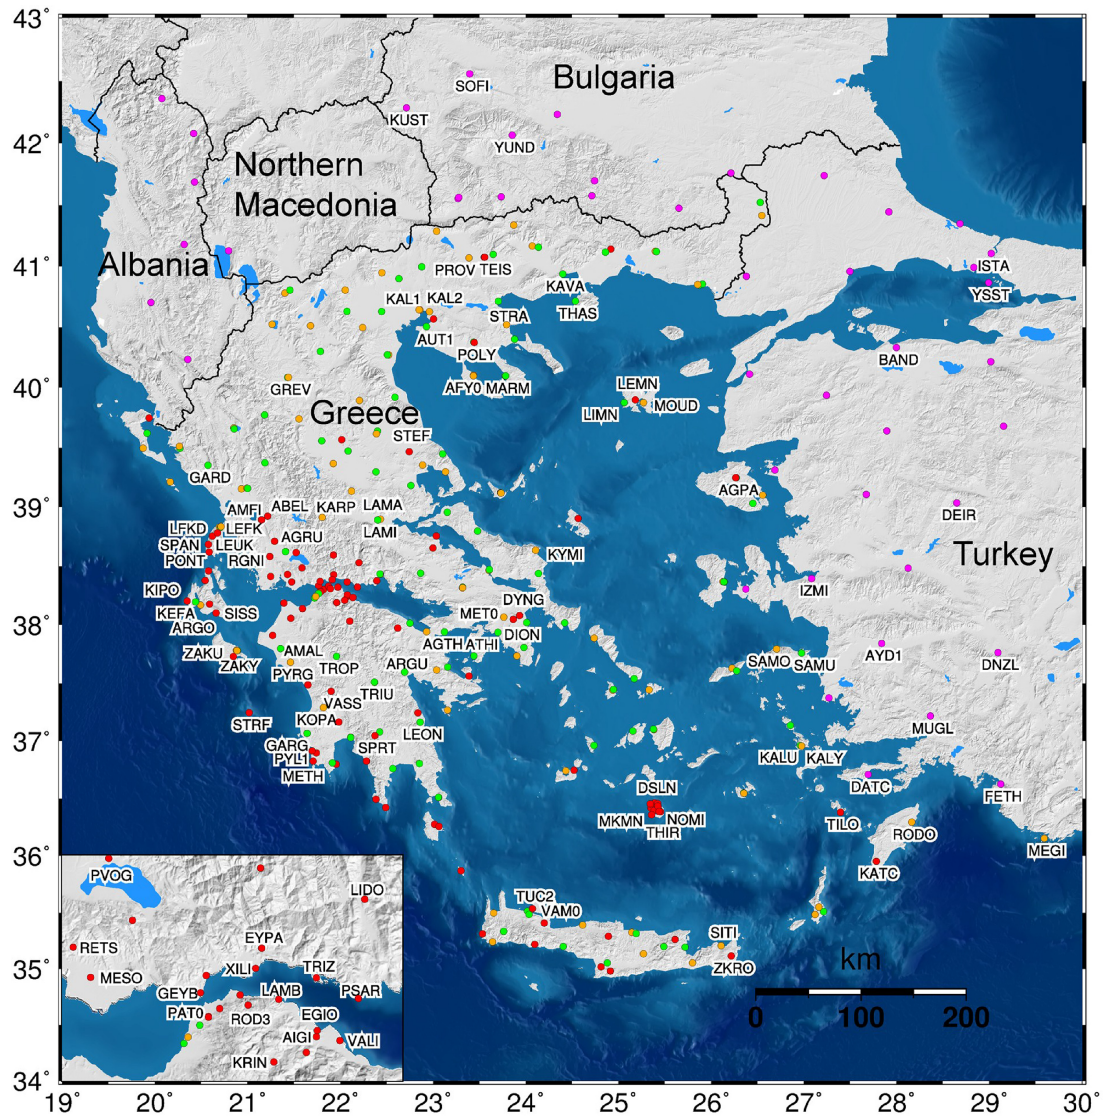 43°
Bulgaria
SOFI
KUST
42°
YUND
Northern
Macedonia
Albania
41°
PROV TEIS
ISTA
KAVA
YSST
KAL1 KAL2
THAS
STRA
AUT1
POLY
BAND
40°
AFY0 MARM
GREV
LEMN
LIMN
MOUD
Greece
STEF
GARD
AGPA
39°
ABEL
KARP
LAMA
AMFI
DEIR
LFKD
LEFK
LAMI
AGRU
SPAN
LEUK
KYMI
Turkey
PONT
RGNI
KIPO
IZMI
DYNG
KEFA
SISS
MET0
38°
ARGO
DION
AGTH ATHI
AYD1
ZAKU
AMAL
SAMO
SAMU
DNZL
ZAKY
TROP
ARGU
PYRG
TRIU
VASS
STRF
KOPA
LEON
MUGL
37°
GARG
SPRT
PYL1
KALU
KALY
METH
DSLN
DATC
FETH
MKMN
NOMI
THIR
TILO
RODO
36°
MEGI
KATC
PVOG
LIDO
TUC2
VAM0
RETS
EYPA
SITI
MESO
XILI
TRIZ
ZKRO
km
35°
GEYB
LAMB
PSAR
PAT0
ROD3
EGIO
0
100
200
AIGI
VALI
KRIN
34°
19°
20°
21°
22°
23°
24°
25°
26°
27°
28°
29°
30°